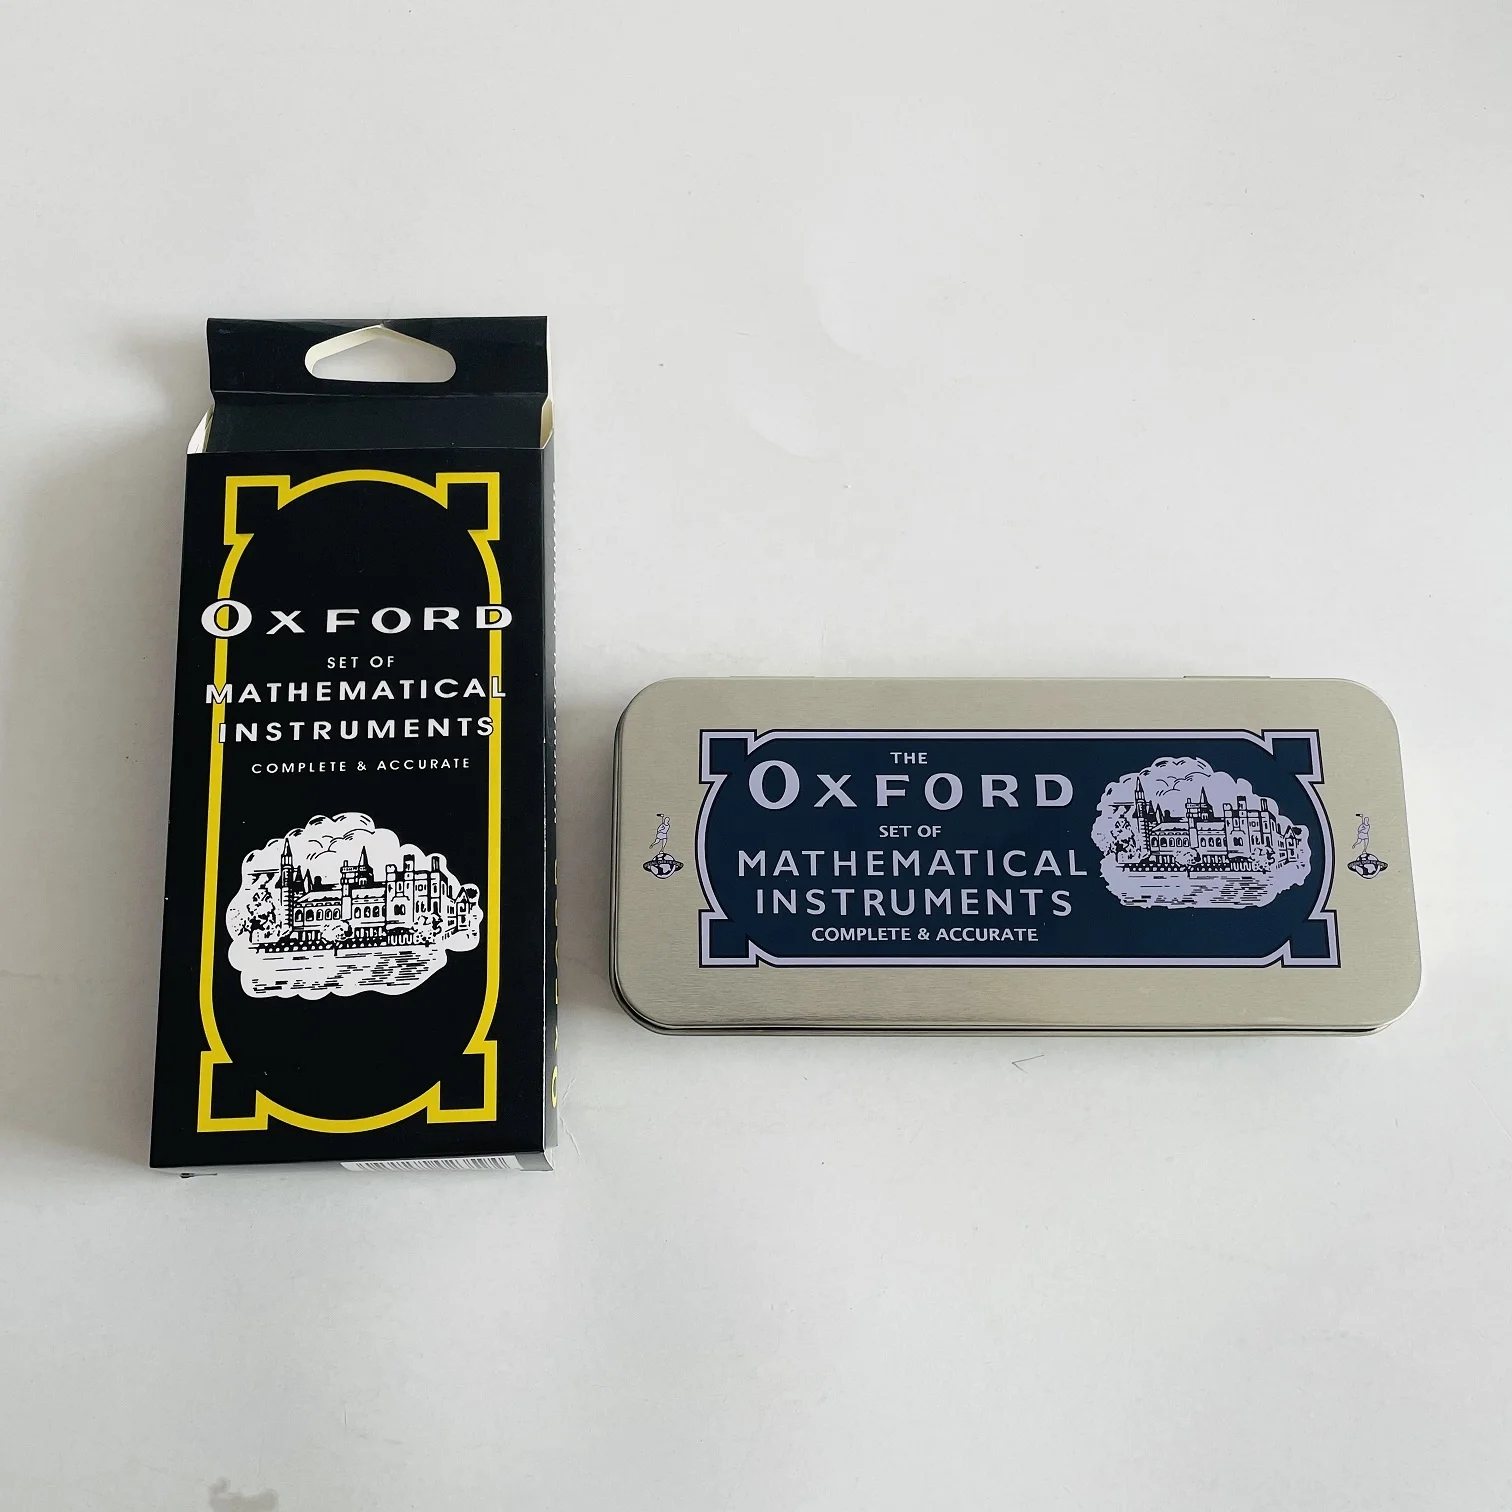 OXFORD
SET OF
MATHEMATICAL
INSTRUMENTS
COMPLETE & ACCURATE
THE
OXFORD
SET OF
MATHEMATICAL
INSTRUMENTS
COMPLETE & ACCURATE